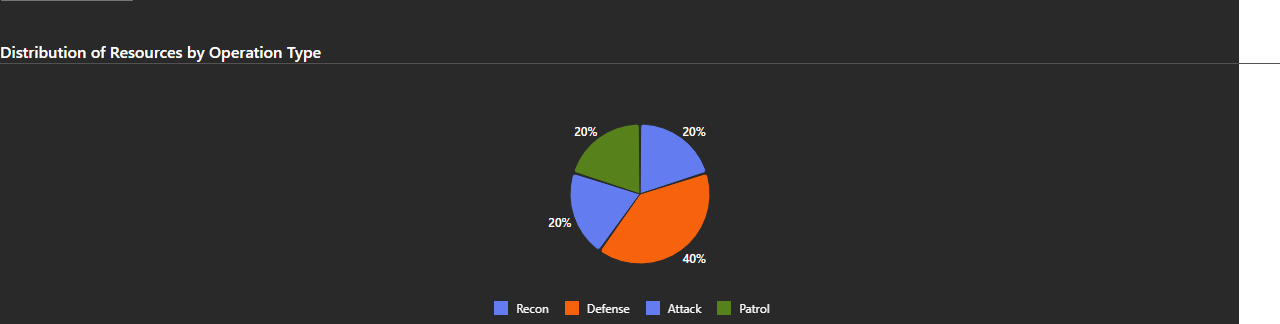 Distribution of Resources by Operation Type
20% 20%
20%
40%
Recon Defense Attack Patrol